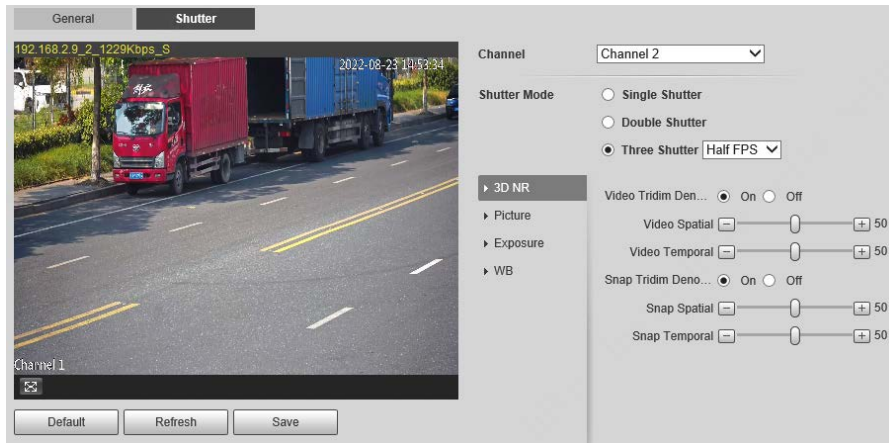 General
Shutter
192.168.2.9_2_1229Kbps_S
2022-08-23 14:53:34
Channel 1
Default
Refresh
Save
Channel
Channel 2
Shutter Mode
Single Shutter
Double Shutter
Three Shutter Half FPS
3D NR
Picture
Exposure
WB
Video Tridim Den... On Off
Video Spatial 50
Video Temporal 50
Snap Tridim Deno... On Off
Snap Spatial 50
Snap Temporal 50